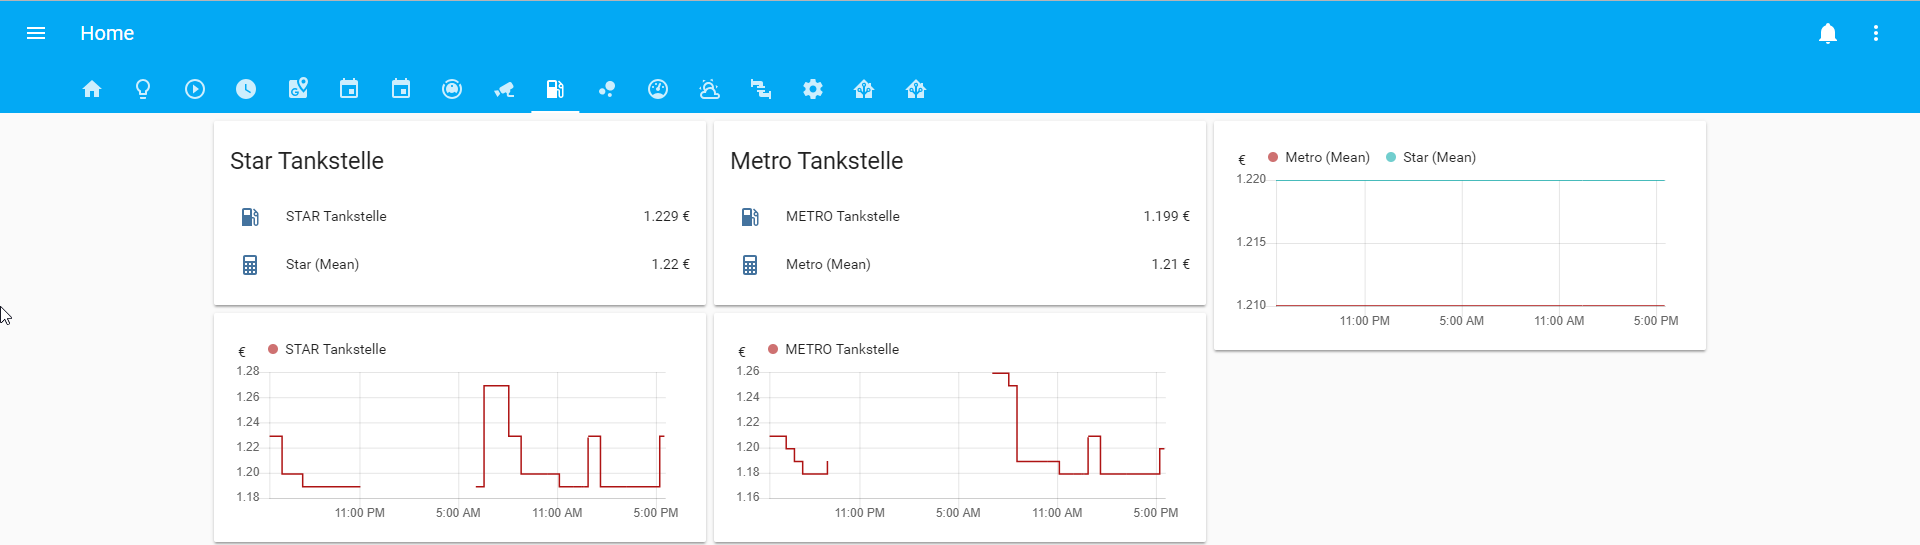 Home
Star Tankstelle
STAR Tankstelle 1.229 €
Star (Mean) 1.22 €
Metro Tankstelle
METRO Tankstelle 1.199 €
Metro (Mean) 1.21 €
€ Metro (Mean) Star (Mean)
1.220
1.215
1.210
11:00 PM 5:00 AM 11:00 AM 5:00 PM
€ STAR Tankstelle
1.28
1.26
1.24
1.22
1.20
1.18
11:00 PM 5:00 AM 11:00 AM 5:00 PM
€ METRO Tankstelle
1.26
1.24
1.22
1.20
1.18
1.16
11:00 PM 5:00 AM 11:00 AM 5:00 PM